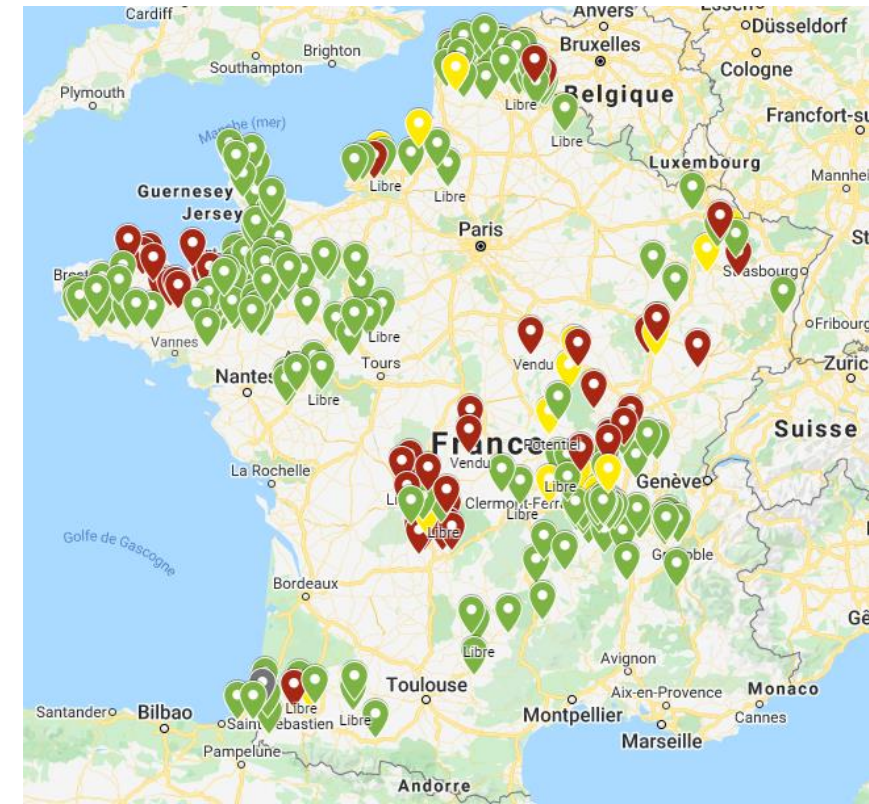 Cardiff
Anvers
Essen
Düsseldorf
Brighton
Bruxelles
Southampton
Cologne
Plymouth
Belgique
Libre
Francfort-su
Manche (mer)
Libre
Luxembourg
Mannhei
Guernesey
Libre
Libre
Jersey
Paris
St
Brest
Strasbourg
Vannes
Libre
Fribourg
Tours
Vendu
Zuric
Nantes
Libre
Suisse
France
Potentiel
Vendu
La Rochelle
Genève
Libre
Clermont-Ferra
Libre
Libre
Golfe de Gascogne
Grenoble
Bordeaux
Gê
Libre
Avignon
Toulouse
Aix-en-Provence
Monaco
Santander
Bilbao
Libre
Libre
Saint-Sébastien
Montpellier
Cannes
Marseille
Pampelune
Andorre